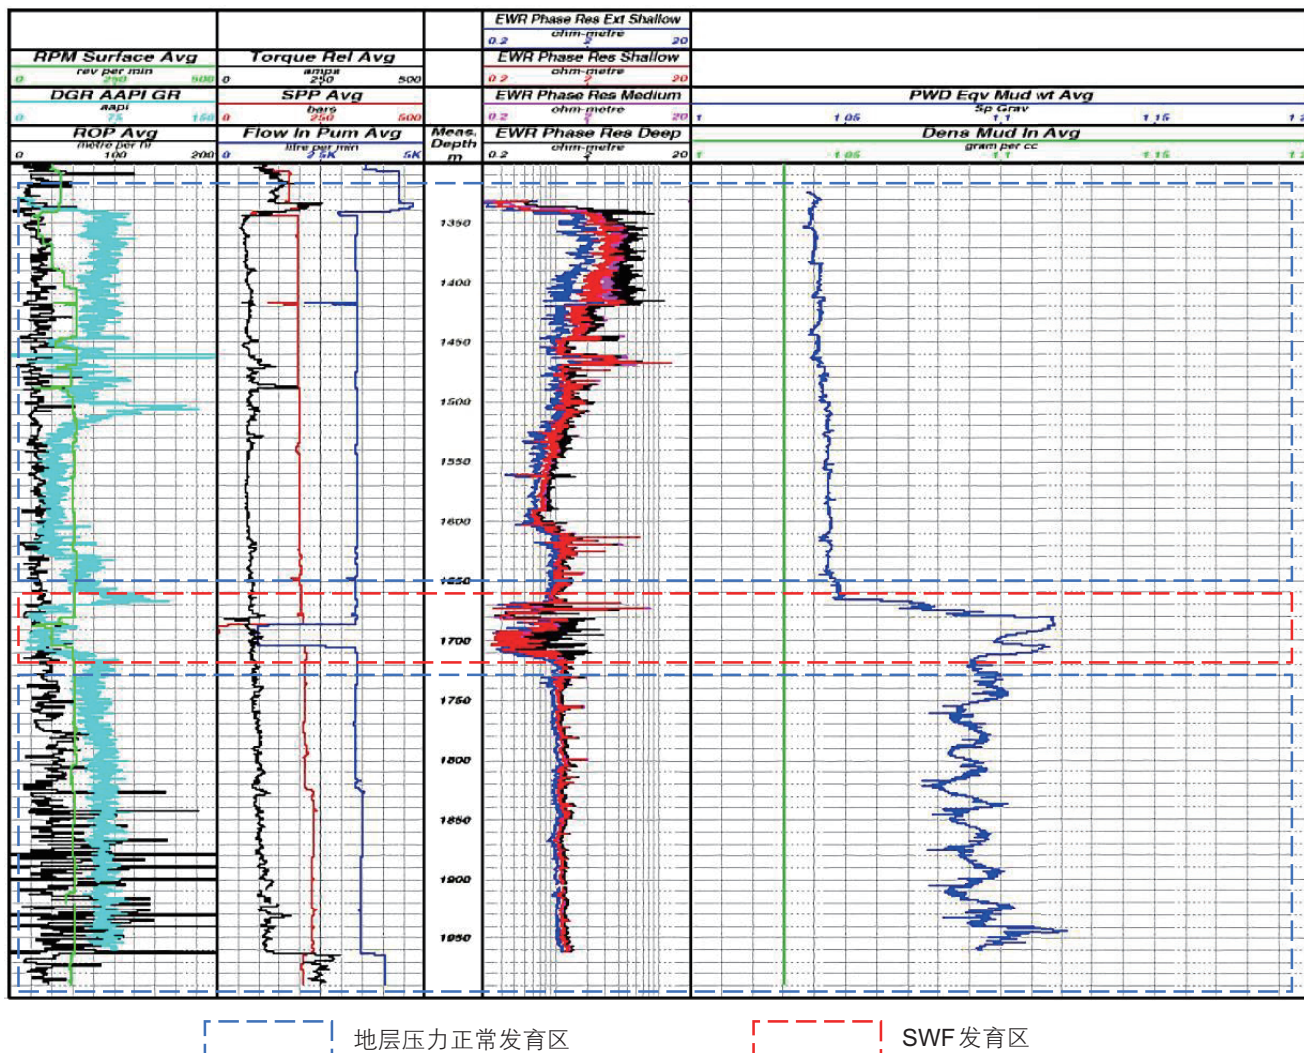 EWR Phase Res Ext Shallow
ohm-metre
0.2 2 20
RPM Surface Avg Torque Rel Avg EWR Phase Res Shallow
rev per min amps ohm-metre
0 250 500 0 250 500 0.2 2 20
DGR AAPI GR SPP Avg EWR Phase Res Medium PWD Eqv Mud wt Avg
aapi bars ohm-metre Sp Grav
0 75 150 0 250 500 0.2 2 20 1 1.05 1.1 1.15
ROP Avg Flow In Pum Avg Meas. Depth m EWR Phase Res Deep Dens Mud In Avg
metre per hr litre per min ohm-metre gram per cc
0 100 200 0 2.5K 5K 0.2 2 20 1 1.05 1.1 1.15
1350
1400
1450
1500
1550
1600
1650
1700
1750
1800
1850
1900
1950
地层压力正常发育区 SWF 发育区